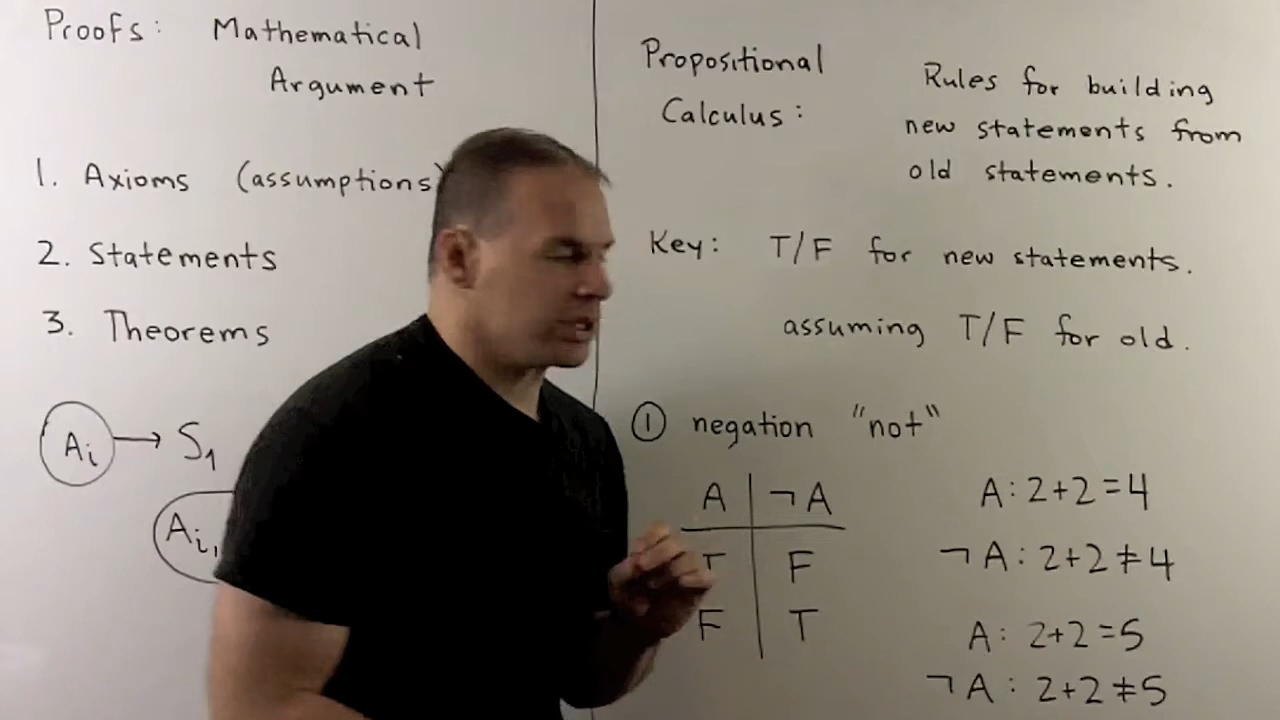 Proofs: Mathematical
Argument
1. Axioms (assumptions)
2. Statements
3. Theorems
Ai → S1
Ai,
Propositional
Calculus:
Rules for building
new statements from
old statements.
Key: T/F for new statements.
assuming T/F for old.
① negation "not"
A | ¬A
T | F
F | T
A: 2+2=4
¬A: 2+2≠4
A: 2+2=5
¬A: 2+2≠5